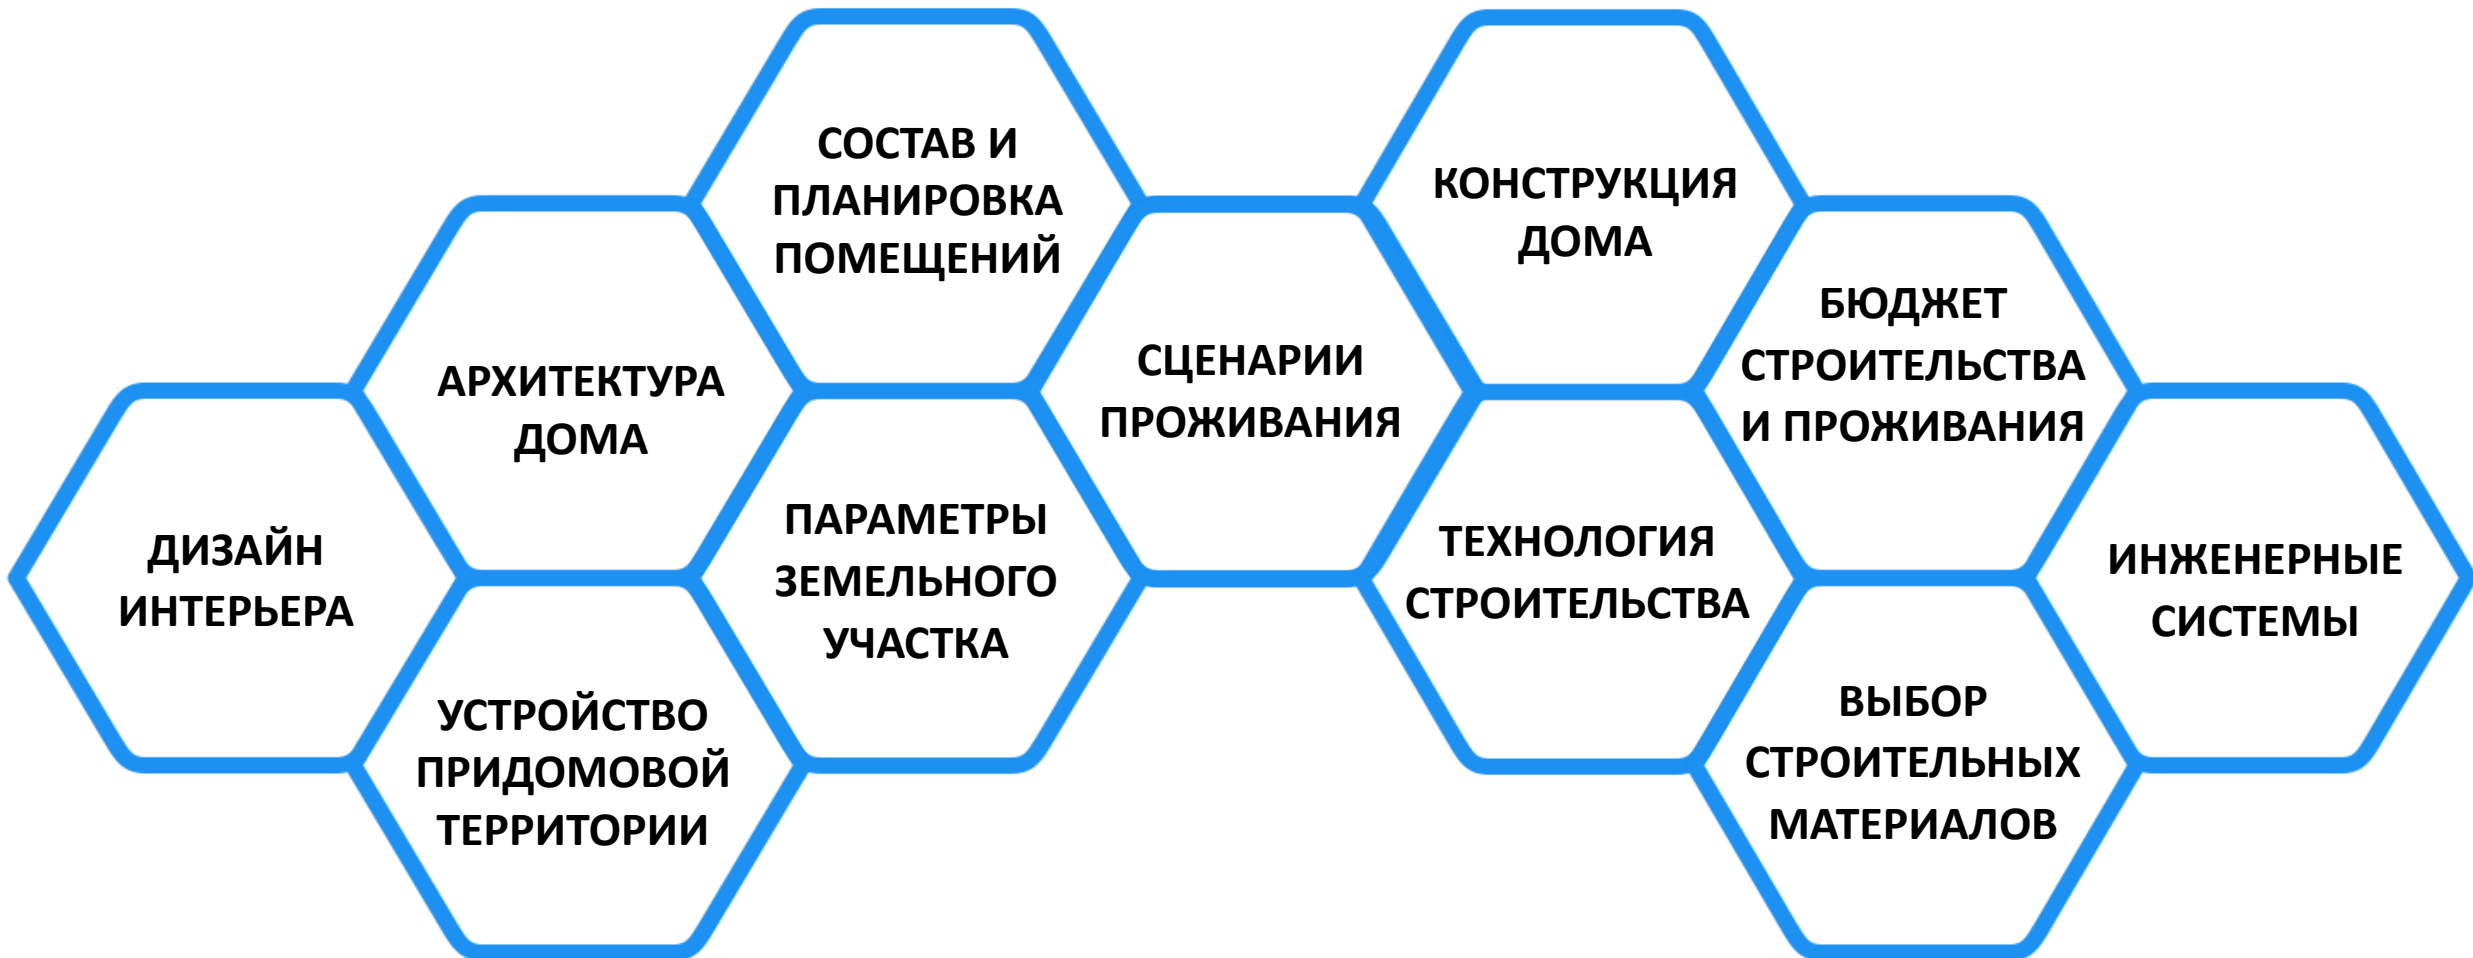 СОСТАВ И
ПЛАНИРОВКА
ПОМЕЩЕНИЙ
КОНСТРУКЦИЯ
ДОМА
АРХИТЕКТУРА
ДОМА
СЦЕНАРИИ
ПРОЖИВАНИЯ
БЮДЖЕТ
СТРОИТЕЛЬСТВА
И ПРОЖИВАНИЯ
ДИЗАЙН
ИНТЕРЬЕРА
ПАРАМЕТРЫ
ЗЕМЕЛЬНОГО
УЧАСТКА
ТЕХНОЛОГИЯ
СТРОИТЕЛЬСТВА
ИНЖЕНЕРНЫЕ
СИСТЕМЫ
УСТРОЙСТВО
ПРИДОМОВОЙ
ТЕРРИТОРИИ
ВЫБОР
СТРОИТЕЛЬНЫХ
МАТЕРИАЛОВ